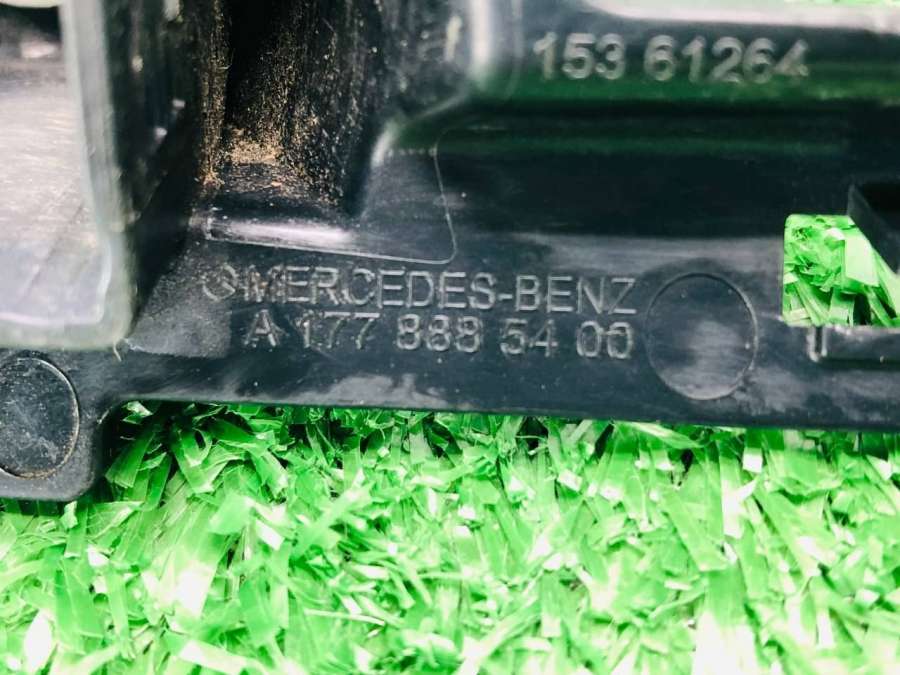 153 61264
MERCEDES-BENZ
A 177 888 54 00